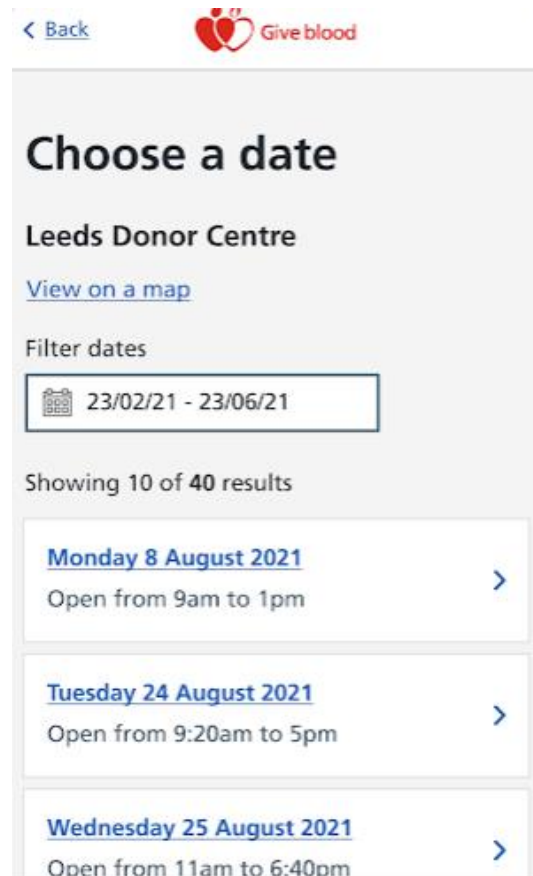 Back
Give blood
Choose a date
Leeds Donor Centre
View on a map
Filter dates
23/02/21 - 23/06/21
Showing 10 of 40 results
Monday 8 August 2021
Open from 9am to 1pm
Tuesday 24 August 2021
Open from 9:20am to 5pm
Wednesday 25 August 2021
Open from 11am to 6:40pm